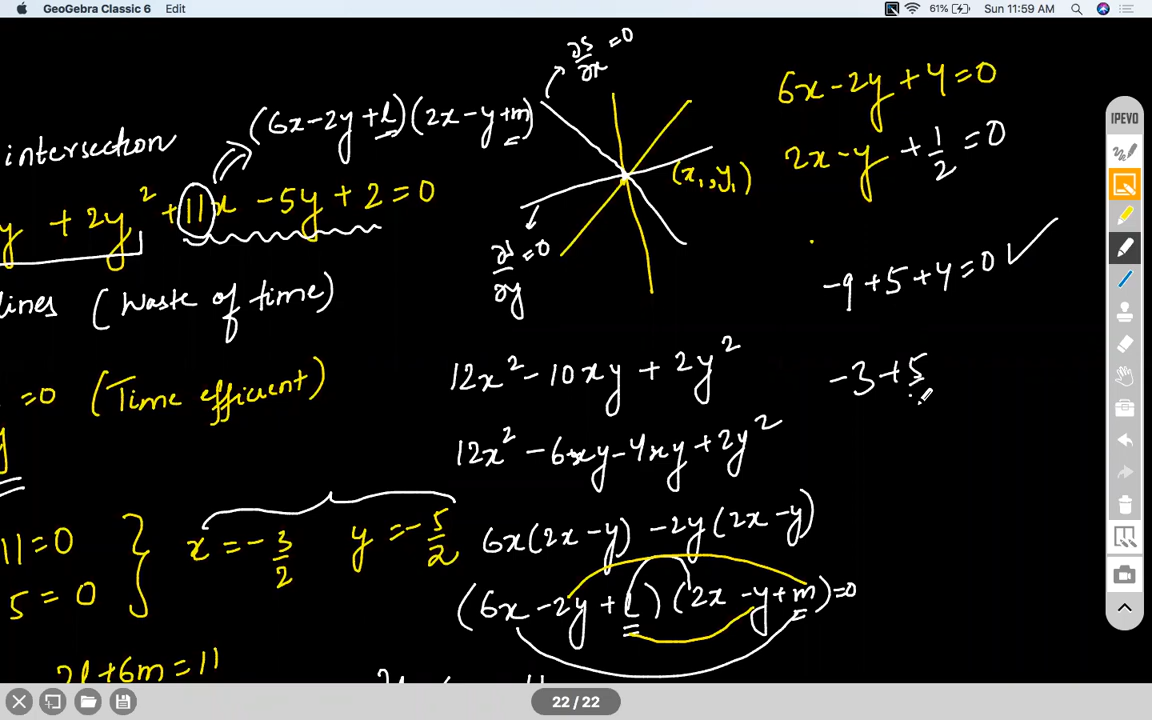 GeoGebra Classic 6 Edit 61% Sun 11:59 AM
∂S/∂x = 0
6x - 2y + 4 = 0
(6x - 2y + l)(2x - y + m)
intersection
2x - y + 1/2 = 0
(x₁, y₁)
y + 2y² + 11x - 5y + 2 = 0
∂S/∂y = 0
-9 + 5 + 4 = 0 ✓
lines (Waste of time)
12x² - 10xy + 2y²
-3 + 5/2
= 0 (Time efficient)
y
12x² - 6xy - 4xy + 2y²
11 = 0
5 = 0
x = -3/2 y = -5/2
6x(2x - y) - 2y(2x - y)
(6x - 2y + l)(2x - y + m) = 0
2l + 6m = 11
IPEVO
22 / 22